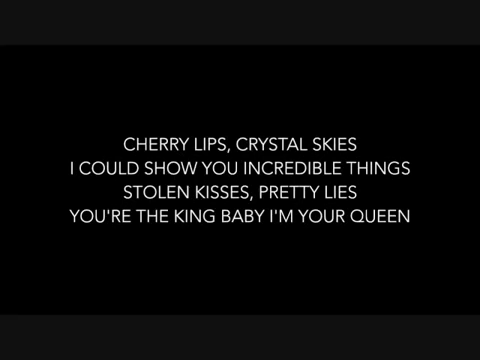 CHERRY LIPS, CRYSTAL SKIES
I COULD SHOW YOU INCREDIBLE THINGS
STOLEN KISSES, PRETTY LIES
YOU'RE THE KING BABY I'M YOUR QUEEN